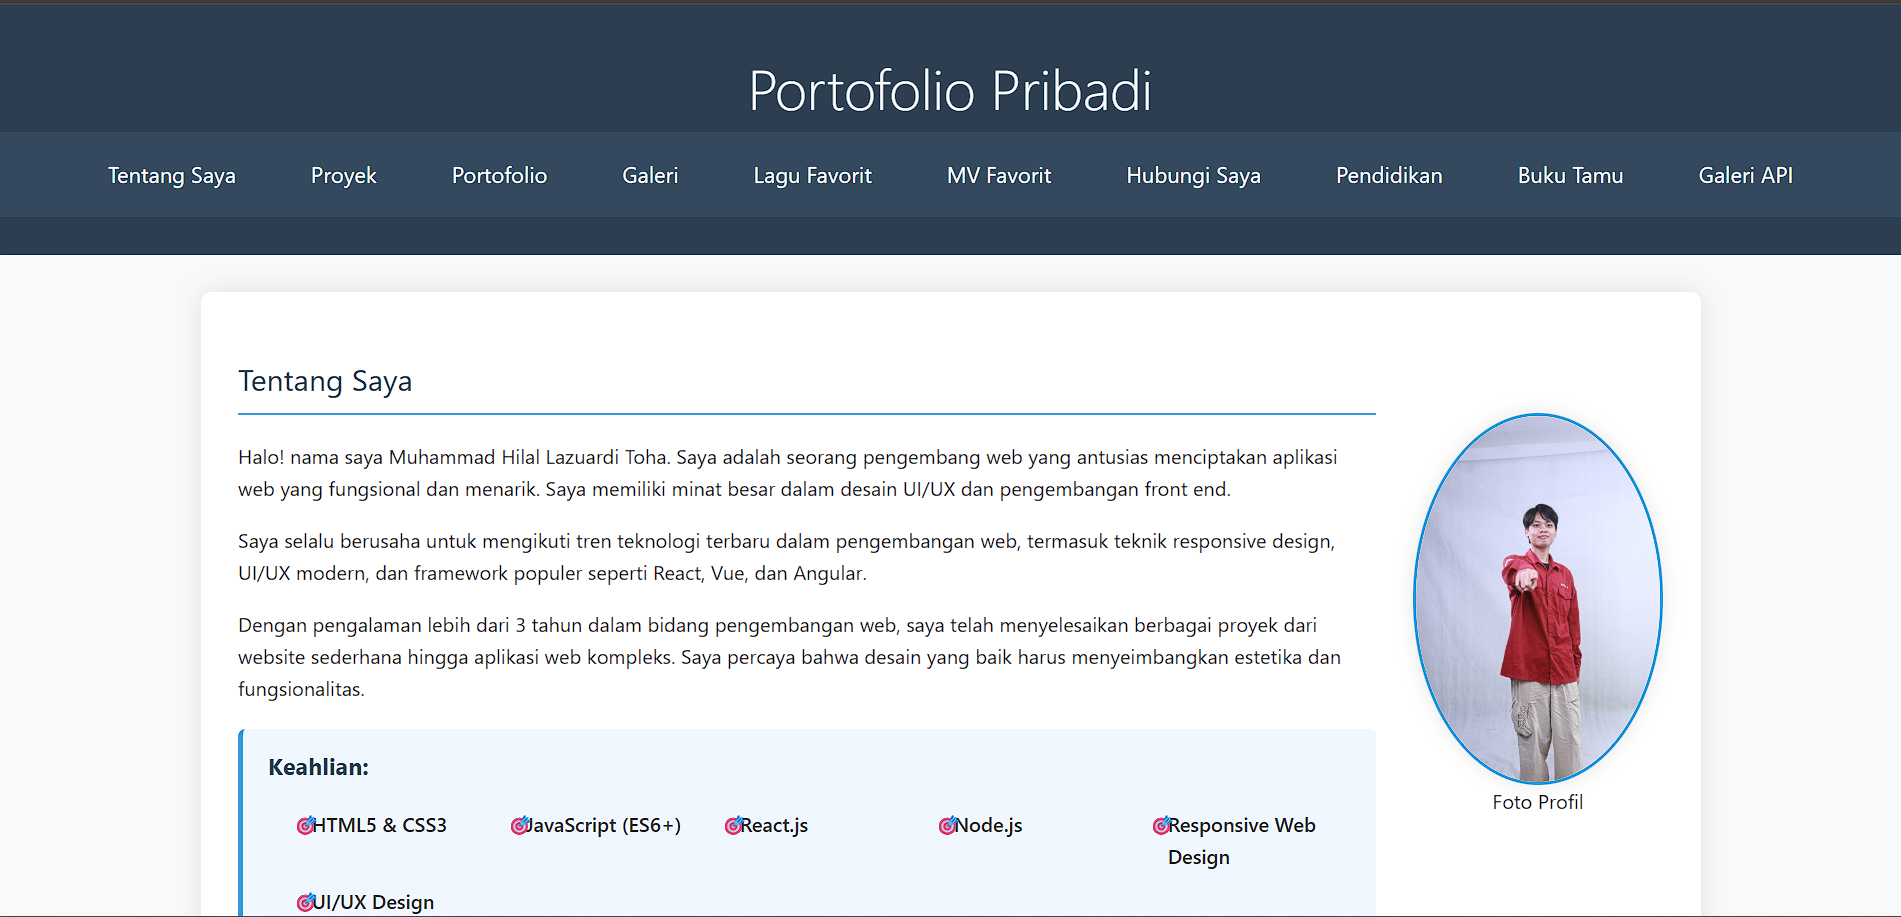 Portofolio Pribadi
Tentang Saya Proyek Portofolio Galeri Lagu Favorit MV Favorit Hubungi Saya Pendidikan Buku Tamu Galeri API
Tentang Saya
Halo! nama saya Muhammad Hilal Lazuardi Toha. Saya adalah seorang pengembang web yang antusias menciptakan aplikasi
web yang fungsional dan menarik. Saya memiliki minat besar dalam desain UI/UX dan pengembangan front end.
Saya selalu berusaha untuk mengikuti tren teknologi terbaru dalam pengembangan web, termasuk teknik responsive design,
UI/UX modern, dan framework populer seperti React, Vue, dan Angular.
Dengan pengalaman lebih dari 3 tahun dalam bidang pengembangan web, saya telah menyelesaikan berbagai proyek dari
website sederhana hingga aplikasi web kompleks. Saya percaya bahwa desain yang baik harus menyeimbangkan estetika dan
fungsionalitas.
Keahlian:
HTML5 & CSS3 JavaScript (ES6+) React.js Node.js Responsive Web
Design
UI/UX Design
Foto Profil